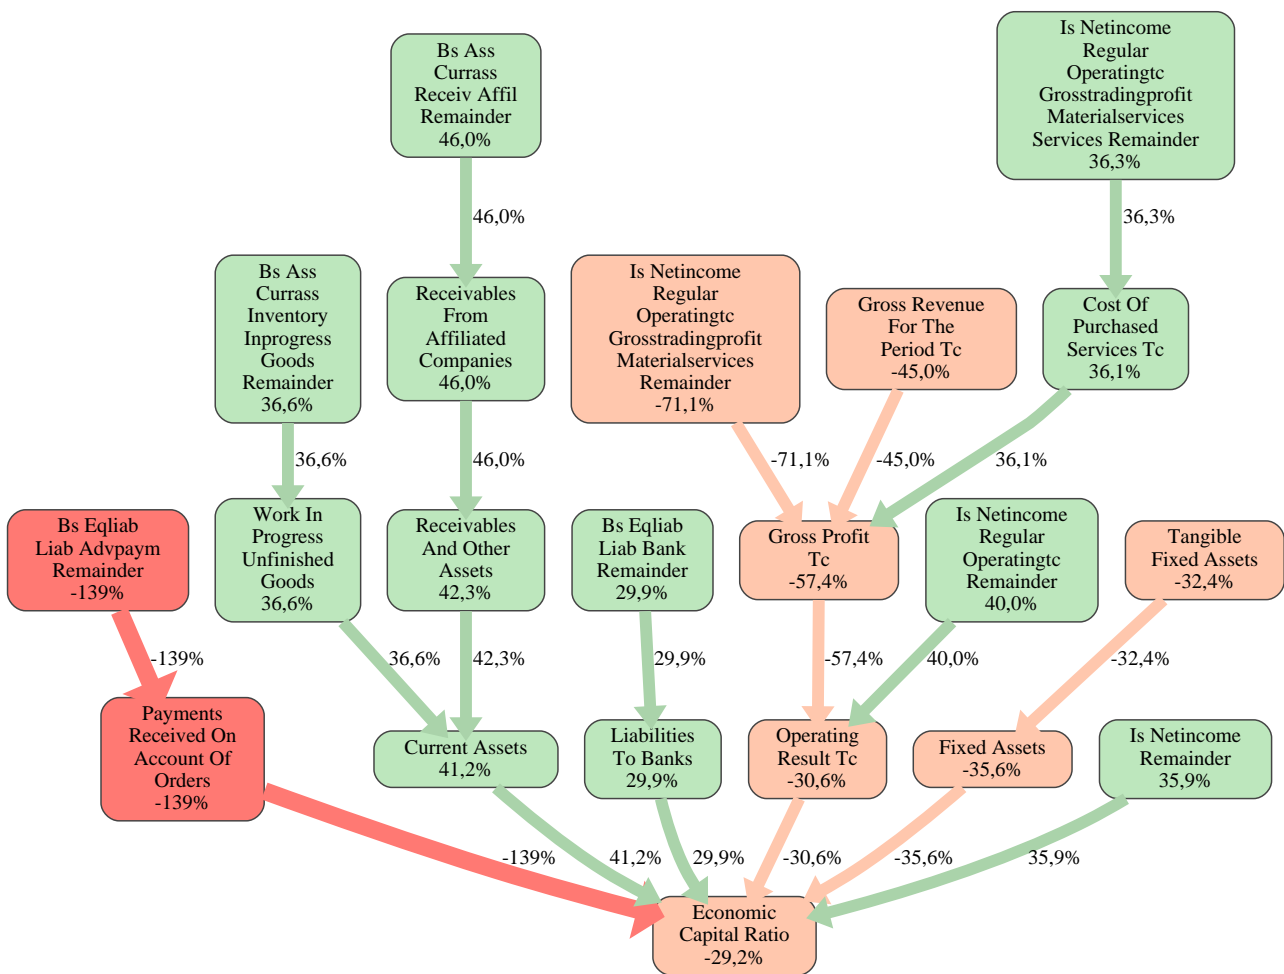 Bs Ass
Currass
Receiv Affil
Remainder
46,0%
Is Netincome
Regular
Operatingtc
Grosstradingprofit
Materialservices
Services Remainder
36,3%
46,0%
36,3%
Bs Ass
Currass
Inventory
Inprogress
Goods
Remainder
36,6%
Receivables
From
Affiliated
Companies
46,0%
Is Netincome
Regular
Operatingtc
Grosstradingprofit
Materialservices
Remainder
-71,1%
Gross Revenue
For The
Period Tc
-45,0%
Cost Of
Purchased
Services Tc
36,1%
36,6%
46,0%
-71,1%
-45,0%
36,1%
Bs Eqliab
Liab Advpaym
Remainder
-139%
Work In
Progress
Unfinished
Goods
36,6%
Receivables
And Other
Assets
42,3%
Bs Eqliab
Liab Bank
Remainder
29,9%
Gross Profit
Tc
-57,4%
Is Netincome
Regular
Operatingtc
Remainder
40,0%
Tangible
Fixed Assets
-32,4%
-139%
36,6%
42,3%
29,9%
-57,4%
40,0%
-32,4%
Payments
Received On
Account Of
Orders
-139%
Current Assets
41,2%
Liabilities
To Banks
29,9%
Operating
Result Tc
-30,6%
Fixed Assets
-35,6%
Is Netincome
Remainder
35,9%
-139%
41,2%
29,9%
-30,6%
-35,6%
35,9%
Economic
Capital Ratio
-29,2%